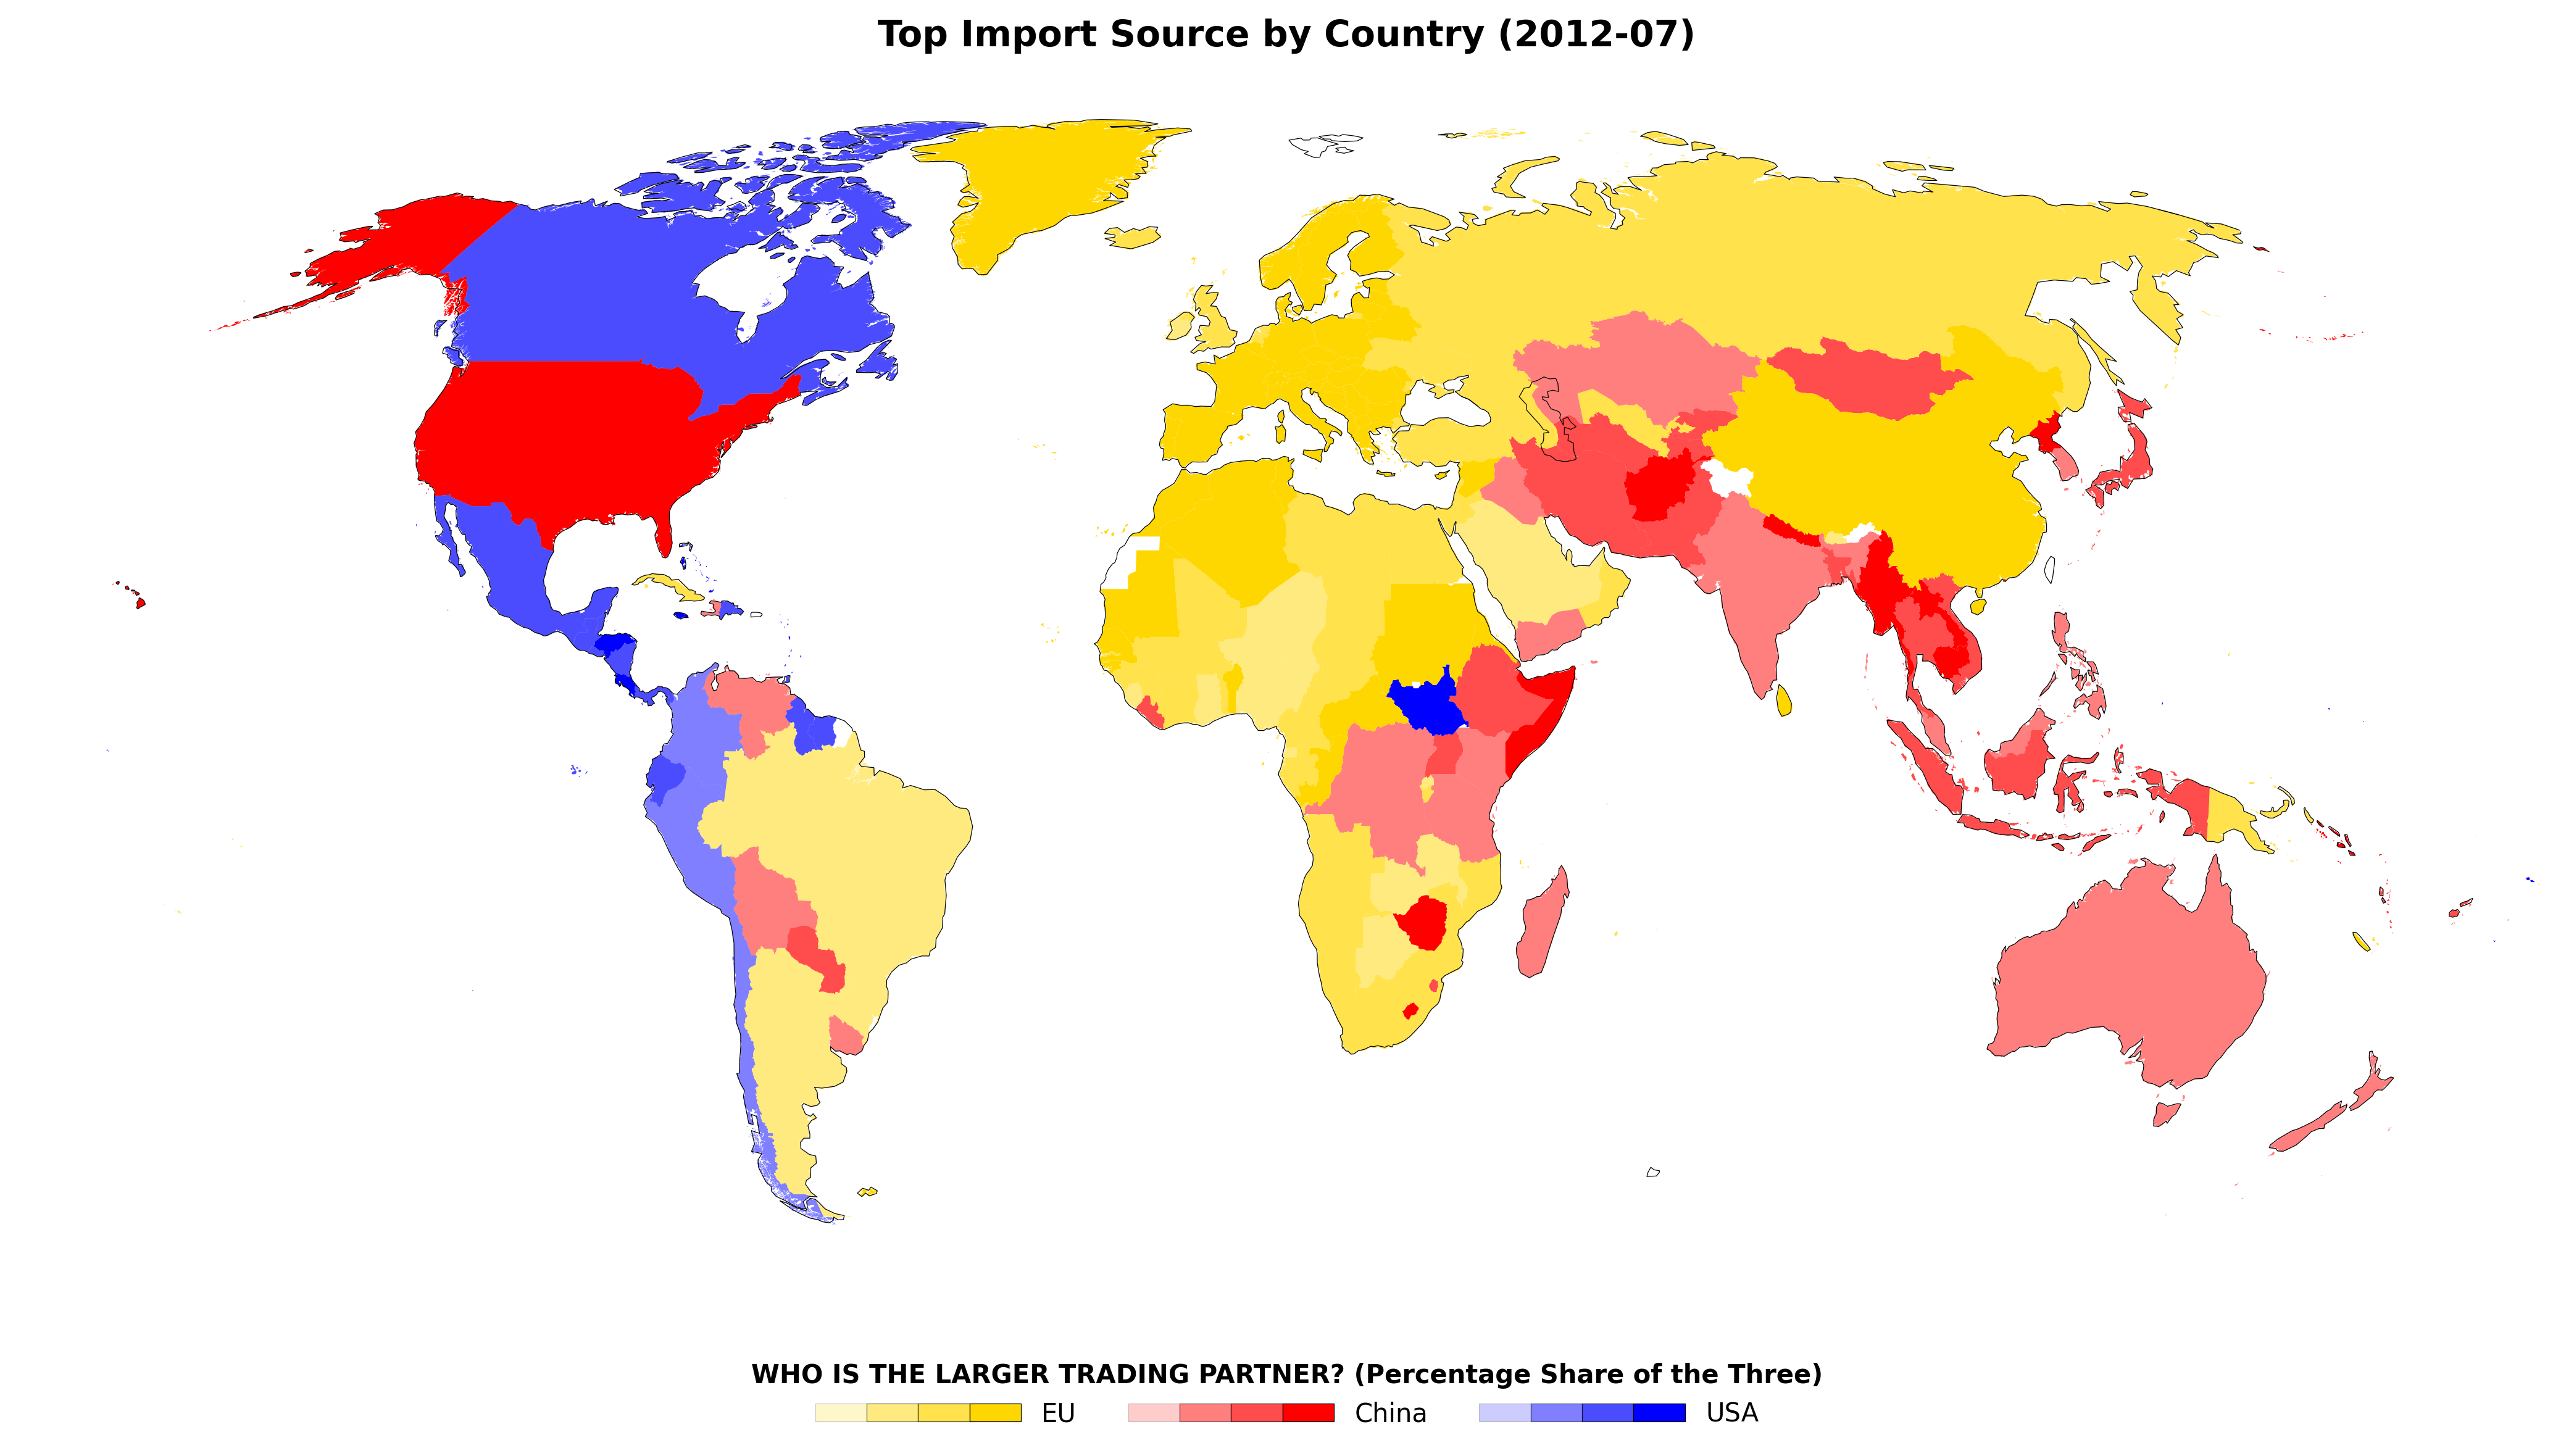 Top Import Source by Country (2012-07)
WHO IS THE LARGER TRADING PARTNER? (Percentage Share of the Three)
EU China USA